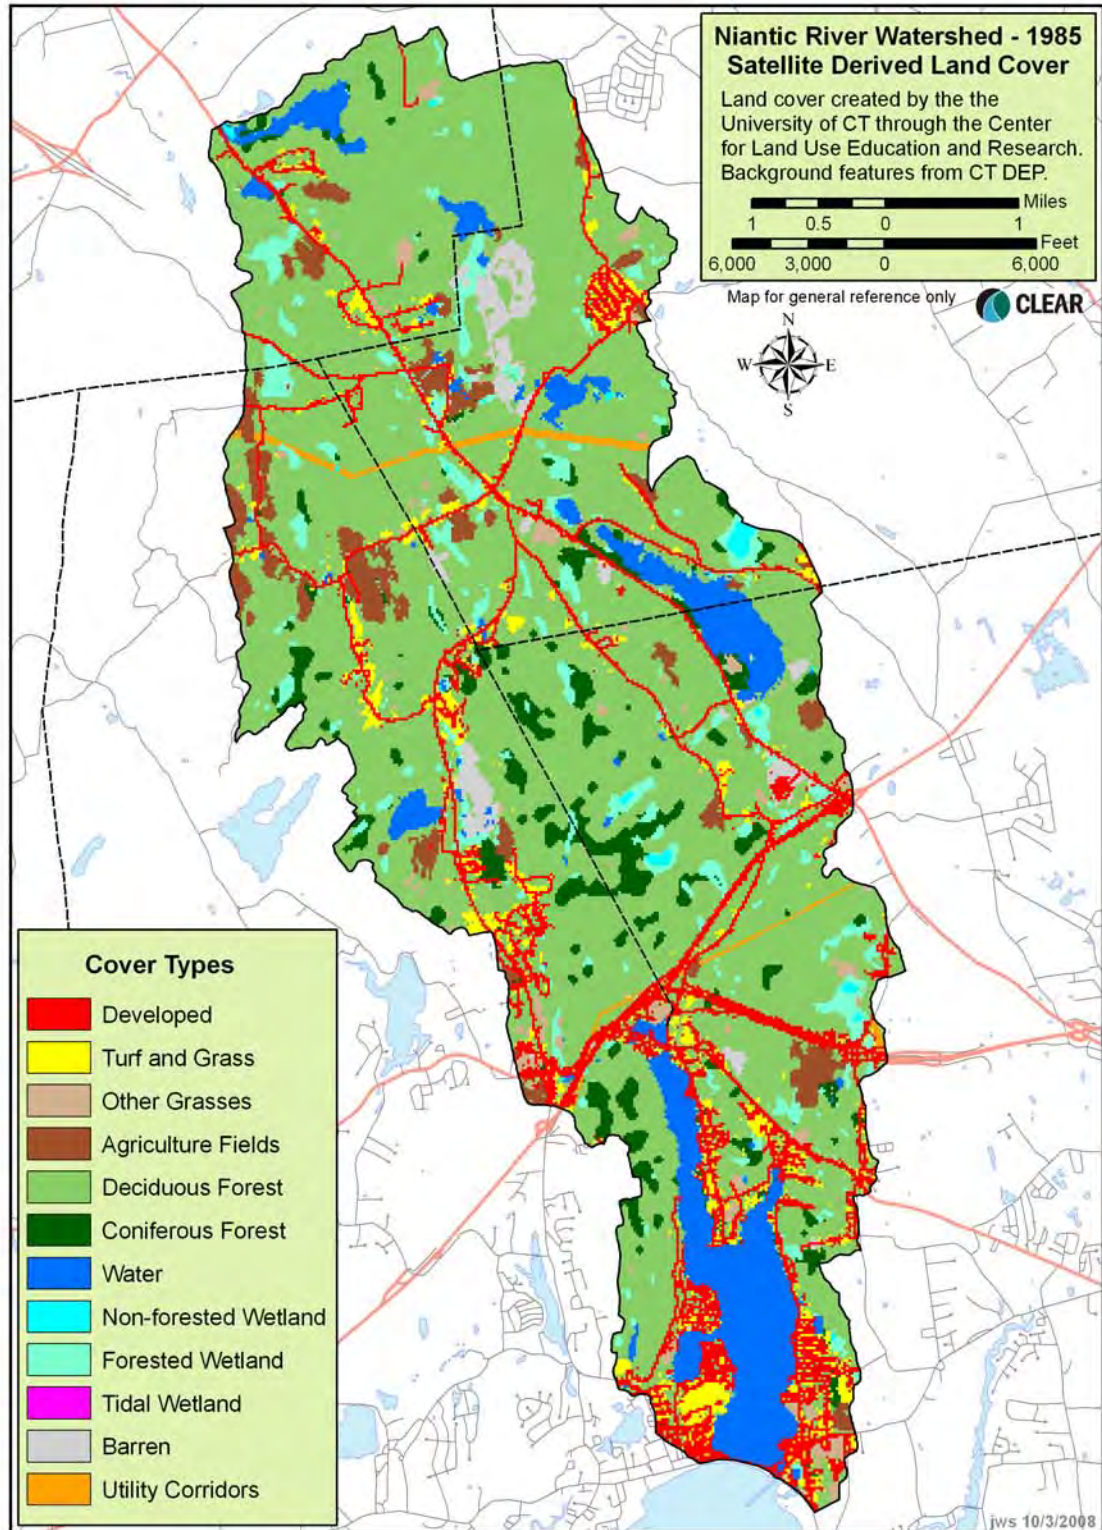 Niantic River Watershed - 1985
Satellite Derived Land Cover
Land cover created by the the
University of CT through the Center
for Land Use Education and Research.
Background features from CT DEP.
Miles
1 0.5 0 1
Feet
6,000 3,000 0 6,000
Map for general reference only
CLEAR
N
W E
S
Cover Types
Developed
Turf and Grass
Other Grasses
Agriculture Fields
Deciduous Forest
Coniferous Forest
Water
Non-forested Wetland
Forested Wetland
Tidal Wetland
Barren
Utility Corridors
jws 10/3/2008